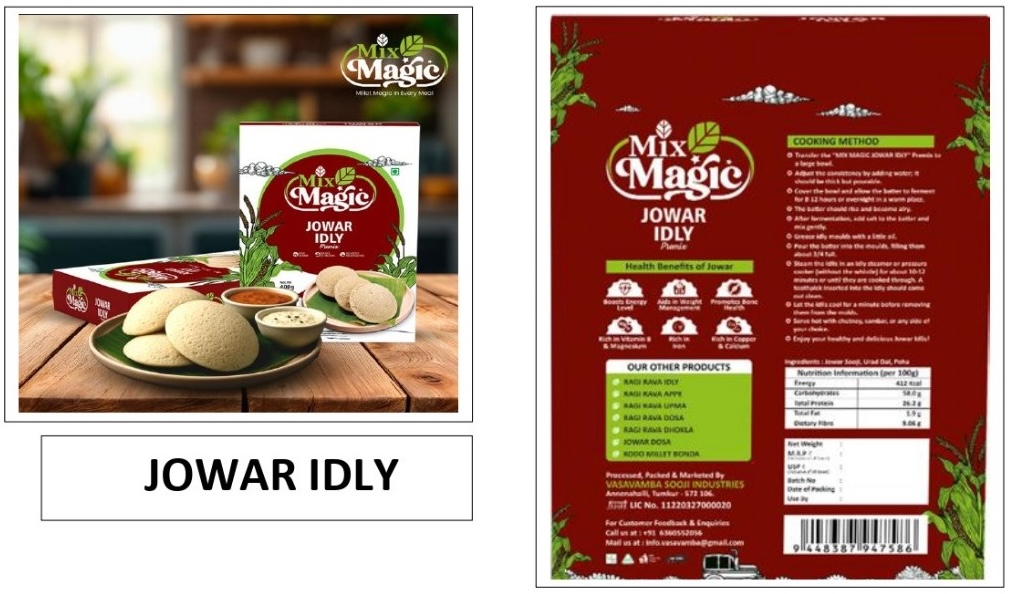 Mix
Magic
Millet Magic in Every Meal
Mix
Magic
JOWAR
IDLY
Premix
400g
JOWAR
IDLY
JOWAR IDLY
Mix
Magic
JOWAR
IDLY
Premix
Health Benefits of Jowar
Boosts Energy
Level
Aids in Weight
Management
Promotes Bone
Health
Rich in Vitamin B
& Magnesium
Rich in
Iron
Rich in Copper
& Calcium
OUR OTHER PRODUCTS
RAGI RAVA IDLY
RAGI RAVA APPE
RAGI RAVA UPMA
RAGI RAVA DOSA
RAGI RAVA DHOKLA
JOWAR DOSA
KODO MILLET BONDA
Processed, Packed & Marketed By
VASAVAMBA SOOJI INDUSTRIES
Annenahalli, Tumkur - 572 106.
fssai LIC No. 11220327000020
For Customer Feedback & Enquiries
Call us at : +91 6360552056
Mail us at : info.vasavamba@gmail.com
COOKING METHOD
Transfer the "MIX MAGIC JOWAR IDLY" Premix to
a large bowl.
Adjust the consistency by adding water; it
should be thick but pourable.
Cover the bowl and allow the batter to ferment
for 8-12 hours or overnight in a warm place.
The batter should rise and become airy.
After fermentation, add salt to the batter and
mix gently.
Grease idly moulds with a little oil.
Pour the batter into the moulds, filling them
about 3/4 full.
Steam the idlis in an idly steamer or pressure
cooker (without the whistle) for about 10-12
minutes or until they are cooked through. A
toothpick inserted into the idly should come
out clean.
Let the idlis cool for a minute before removing
them from the molds.
Serve hot with chutney, sambar, or any side of
your choice.
Enjoy your healthy and delicious Jowar Idlis!
Ingredients : Jowar Sooji, Urad Dal, Poha
Nutrition Information (per 100g)
Energy 412 Kcal
Carbohydrates 58.0 g
Total Protein 26.2 g
Total Fat 1.9 g
Dietary Fibre 9.06 g
Net Weight :
M.R.P ₹ :
USP ₹ :
Batch No :
Date of Packing :
Use by :
9 448387 947586